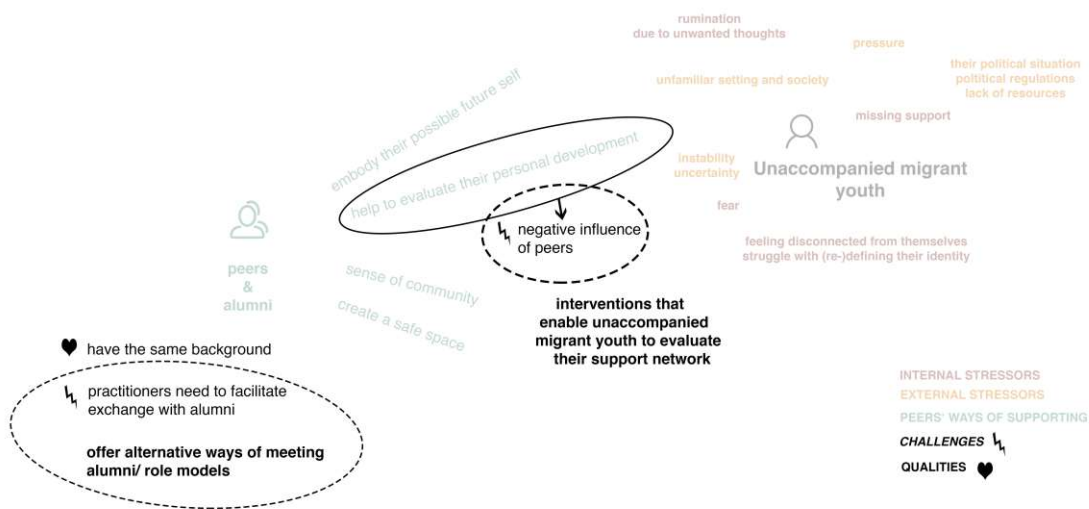 rumination
due to unwanted thoughts
pressure
their political situation
poltitical regulations
lack of resources
untamiliar setting and society
missing support
embody their possible future self
help to evaluate their personal development
instability
uncertainty
Unaccompanied migrant
youth
fear
negative influence
of peers
feeling disconnected from themselves
struggle with (re-)defining their identity
peers
&
alumni
sense of community
create a safe space
interventions that
enable unaccompanied
migrant youth to evaluate
their support network
have the same background
practitioners need to facilitate
exchange with alumni
offer alternative ways of meeting
alumni/ role models
INTERNAL STRESSORS
EXTERNAL STRESSORS
PEERS' WAYS OF SUPPORTING
CHALLENGES
QUALITIES